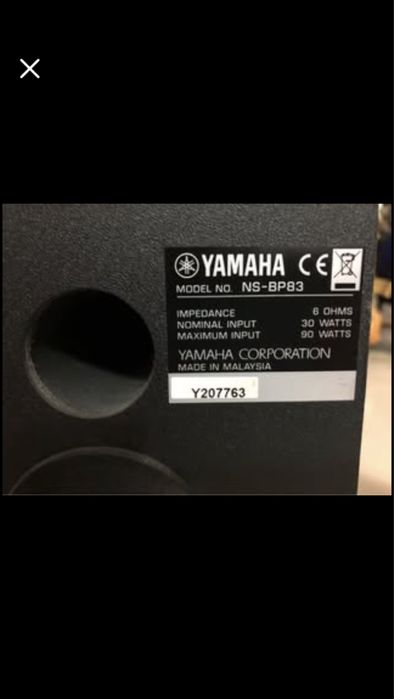 YAMAHA CE
MODEL NO. NS-BP83
IMPEDANCE 6 OHMS
NOMINAL INPUT 30 WATTS
MAXIMUM INPUT 90 WATTS
YAMAHA CORPORATION
MADE IN MALAYSIA
Y207763